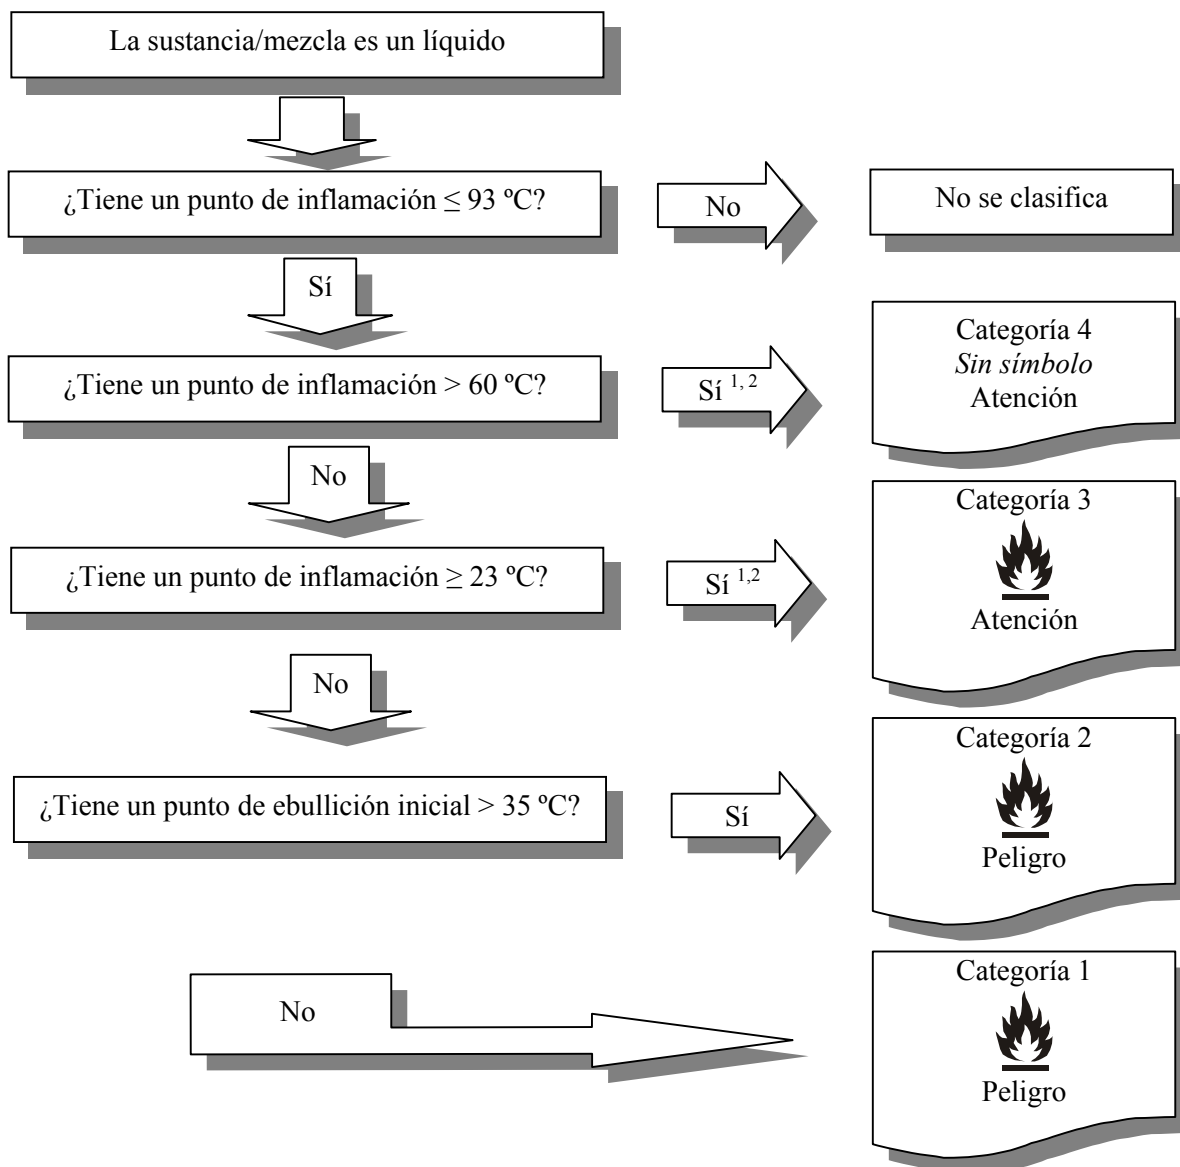 La sustancia/mezcla es un líquido
¿Tiene un punto de inflamación ≤ 93 ºC?
No
No se clasifica
Sí
¿Tiene un punto de inflamación > 60 ºC?
Sí 1, 2
Categoría 4
Sin símbolo
Atención
No
¿Tiene un punto de inflamación ≥ 23 ºC?
Sí 1,2
Categoría 3
Atención
No
¿Tiene un punto de ebullición inicial > 35 ºC?
Sí
Categoría 2
Peligro
No
Categoría 1
Peligro